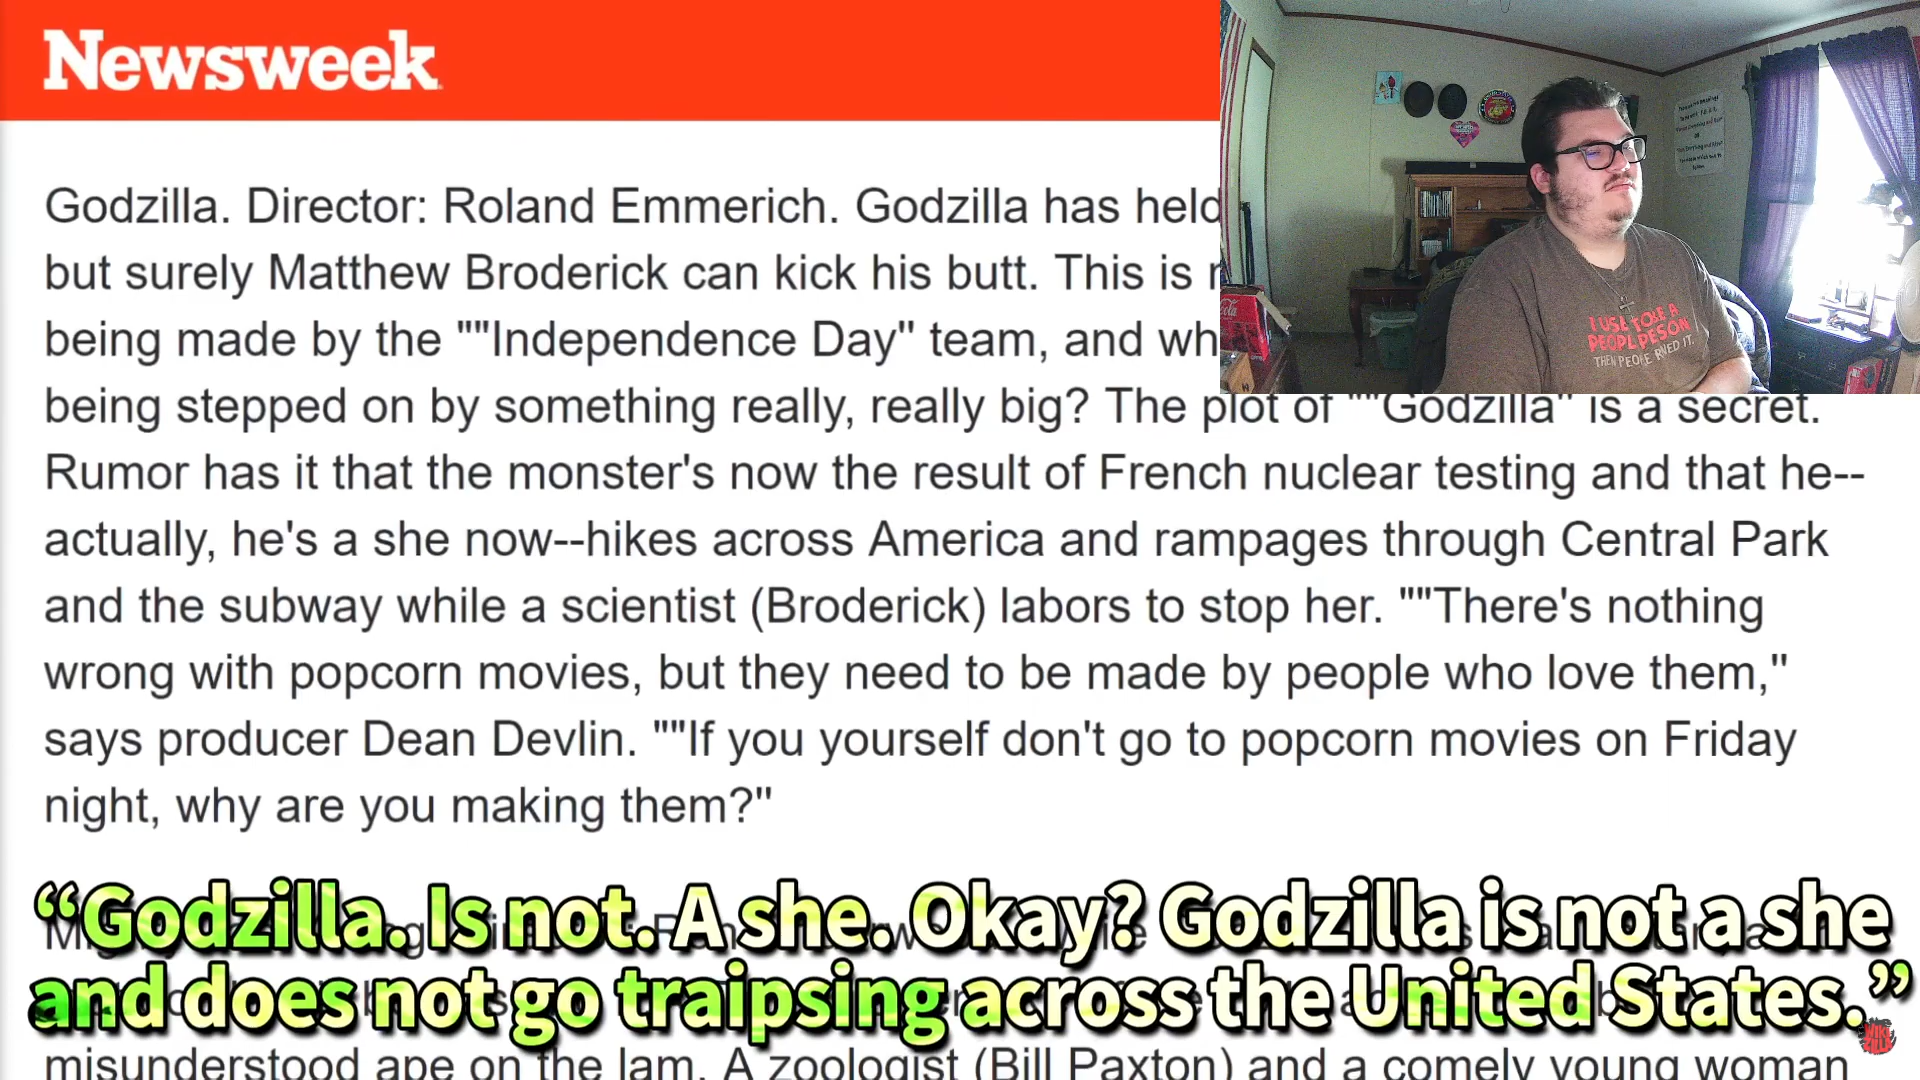 Newsweek
Godzilla. Director: Roland Emmerich. Godzilla has held
but surely Matthew Broderick can kick his butt. This is
being made by the ""Independence Day" team, and wh
being stepped on by something really, really big? The plot of ""Godzilla" is a secret.
Rumor has it that the monster's now the result of French nuclear testing and that he--
actually, he's a she now--hikes across America and rampages through Central Park
and the subway while a scientist (Broderick) labors to stop her. ""There's nothing
wrong with popcorn movies, but they need to be made by people who love them,"
says producer Dean Devlin. ""If you yourself don't go to popcorn movies on Friday
night, why are you making them?"
“Godzilla. Is not. A she. Okay? Godzilla is not a she
and does not go traipsing across the United States.”
misunderstood ape on the lam. A zoologist (Bill Paxton) and a comely young woman
I USE TO BE A
PEOPLE PERSON
THEN PEOPLE RUINED IT.
WIKI
ZILLA